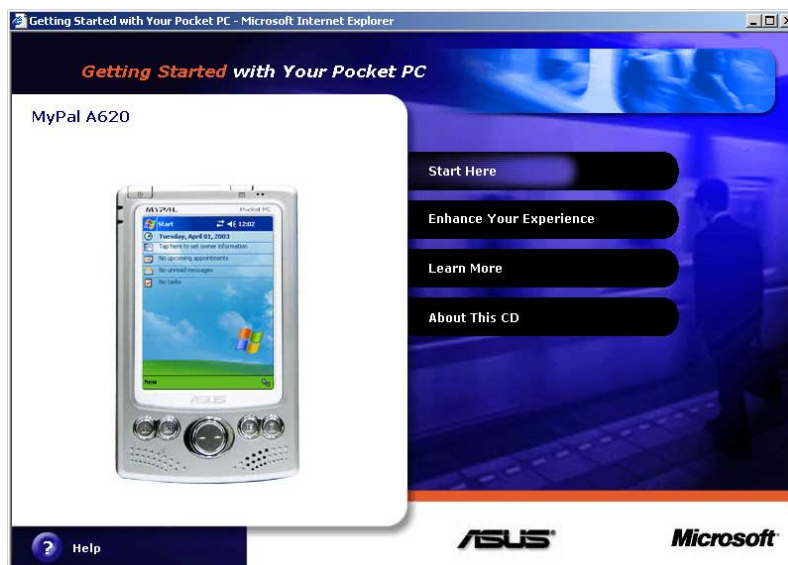 Getting Started with Your Pocket PC - Microsoft Internet Explorer
Getting Started with Your Pocket PC
MyPal A620
MYPAL Pocket PC
Start 12:02
Tuesday, April 01, 2003
Tap here to set owner information
No upcoming appointments
No unread messages
No tasks
New
ASUS
Start Here
Enhance Your Experience
Learn More
About This CD
? Help
ASUS
Microsoft